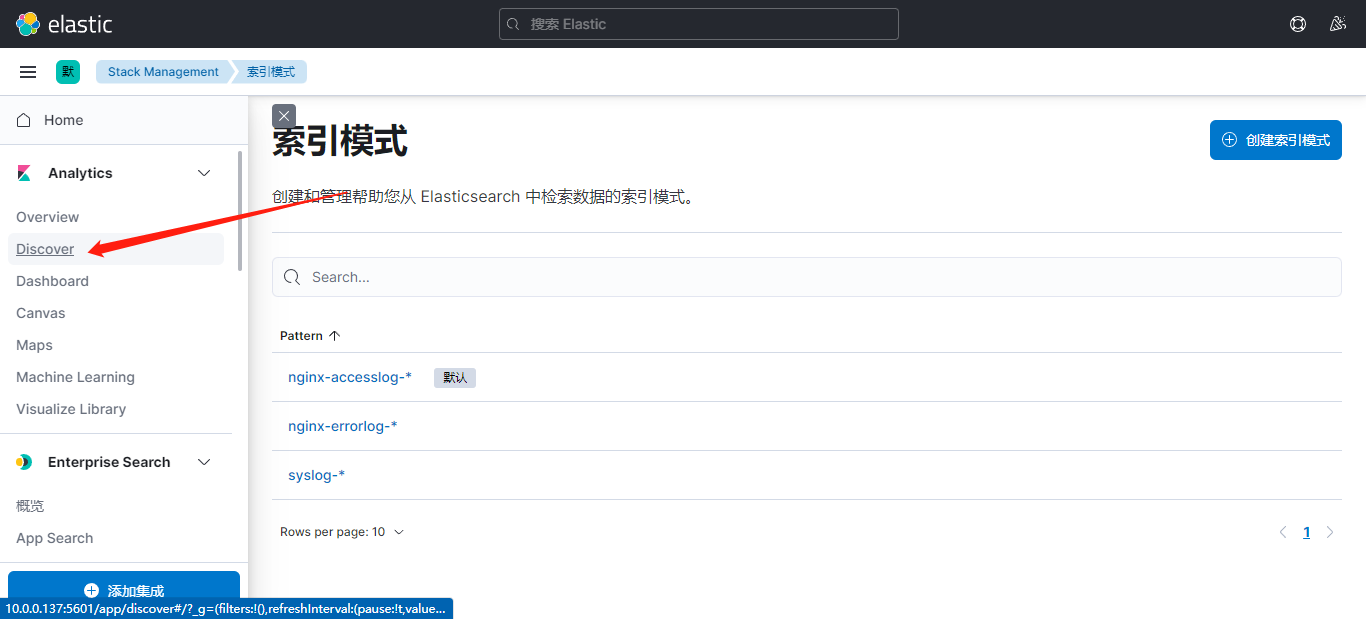 elastic
搜索 Elastic
默
Stack Management
索引模式
Home
Analytics
Overview
Discover
Dashboard
Canvas
Maps
Machine Learning
Visualize Library
Enterprise Search
概览
App Search
添加集成
10.0.0.137:5601/app/discover#/?_g=(filters:!(),refreshInterval:(pause:!t,value...
索引模式
创建索引模式
创建和管理帮助您从 Elasticsearch 中检索数据的索引模式。
Search...
Pattern
nginx-accesslog-*
默认
nginx-errorlog-*
syslog-*
Rows per page: 10
1